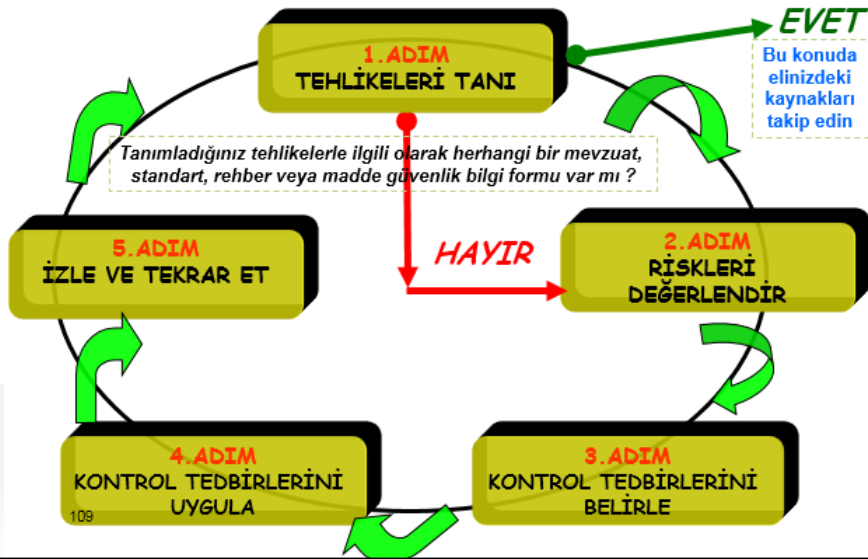 1.ADIM
TEHLİKELERİ TANI
EVET
Bu konuda
elinizdeki
kaynakları
takip edin
Tanımladığınız tehlikelerle ilgili olarak herhangi bir mevzuat,
standart, rehber veya madde güvenlik bilgi formu var mı ?
HAYIR
2.ADIM
RİSKLERİ
DEĞERLENDİR
3.ADIM
KONTROL TEDBİRLERİNİ
BELİRLE
4.ADIM
KONTROL TEDBİRLERİNİ
UYGULA
5.ADIM
İZLE VE TEKRAR ET
109